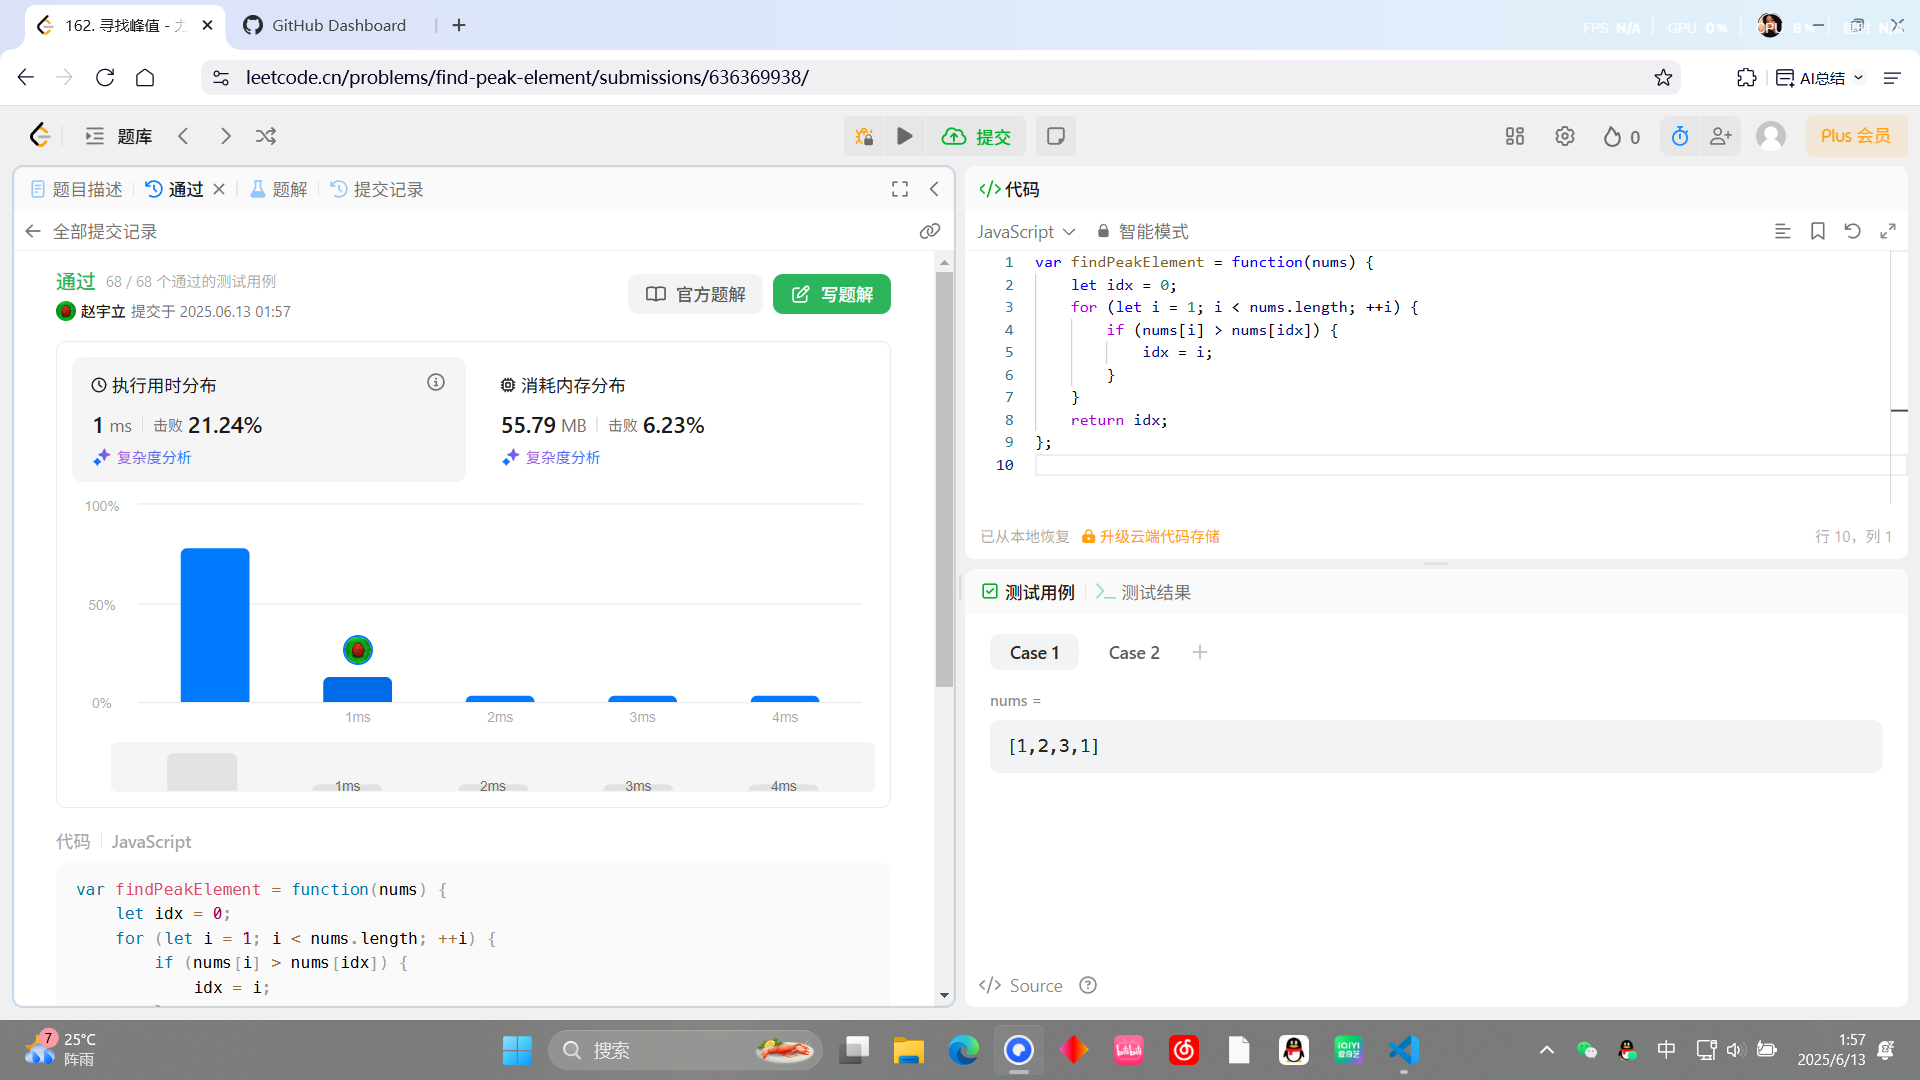 162. 寻找峰值 - 力
GitHub Dashboard
FPS N/A
GPU 0%
CPU 8%
N/A
leetcode.cn/problems/find-peak-element/submissions/636369938/
AI总结
题库
提交
0
Plus 会员
题目描述
通过
题解
提交记录
全部提交记录
通过 68 / 68 个通过的测试用例
赵宇立 提交于 2025.06.13 01:57
官方题解
写题解
执行用时分布
1 ms 击败 21.24%
复杂度分析
消耗内存分布
55.79 MB 击败 6.23%
复杂度分析
100%
50%
0%
1ms 2ms 3ms 4ms
1ms 2ms 3ms 4ms
代码 JavaScript
var findPeakElement = function(nums) {
let idx = 0;
for (let i = 1; i < nums.length; ++i) {
if (nums[i] > nums[idx]) {
idx = i;
代码
JavaScript
智能模式
1 var findPeakElement = function(nums) {
2 let idx = 0;
3 for (let i = 1; i < nums.length; ++i) {
4 if (nums[i] > nums[idx]) {
5 idx = i;
6 }
7 }
8 return idx;
9 };
10
已从本地恢复 升级云端代码存储
行 10，列 1
测试用例
测试结果
Case 1
Case 2
nums =
[1,2,3,1]
Source
7
25°C
阵雨
搜索
bilibili
iQIYI
爱奇艺
中
1:57
2025/6/13